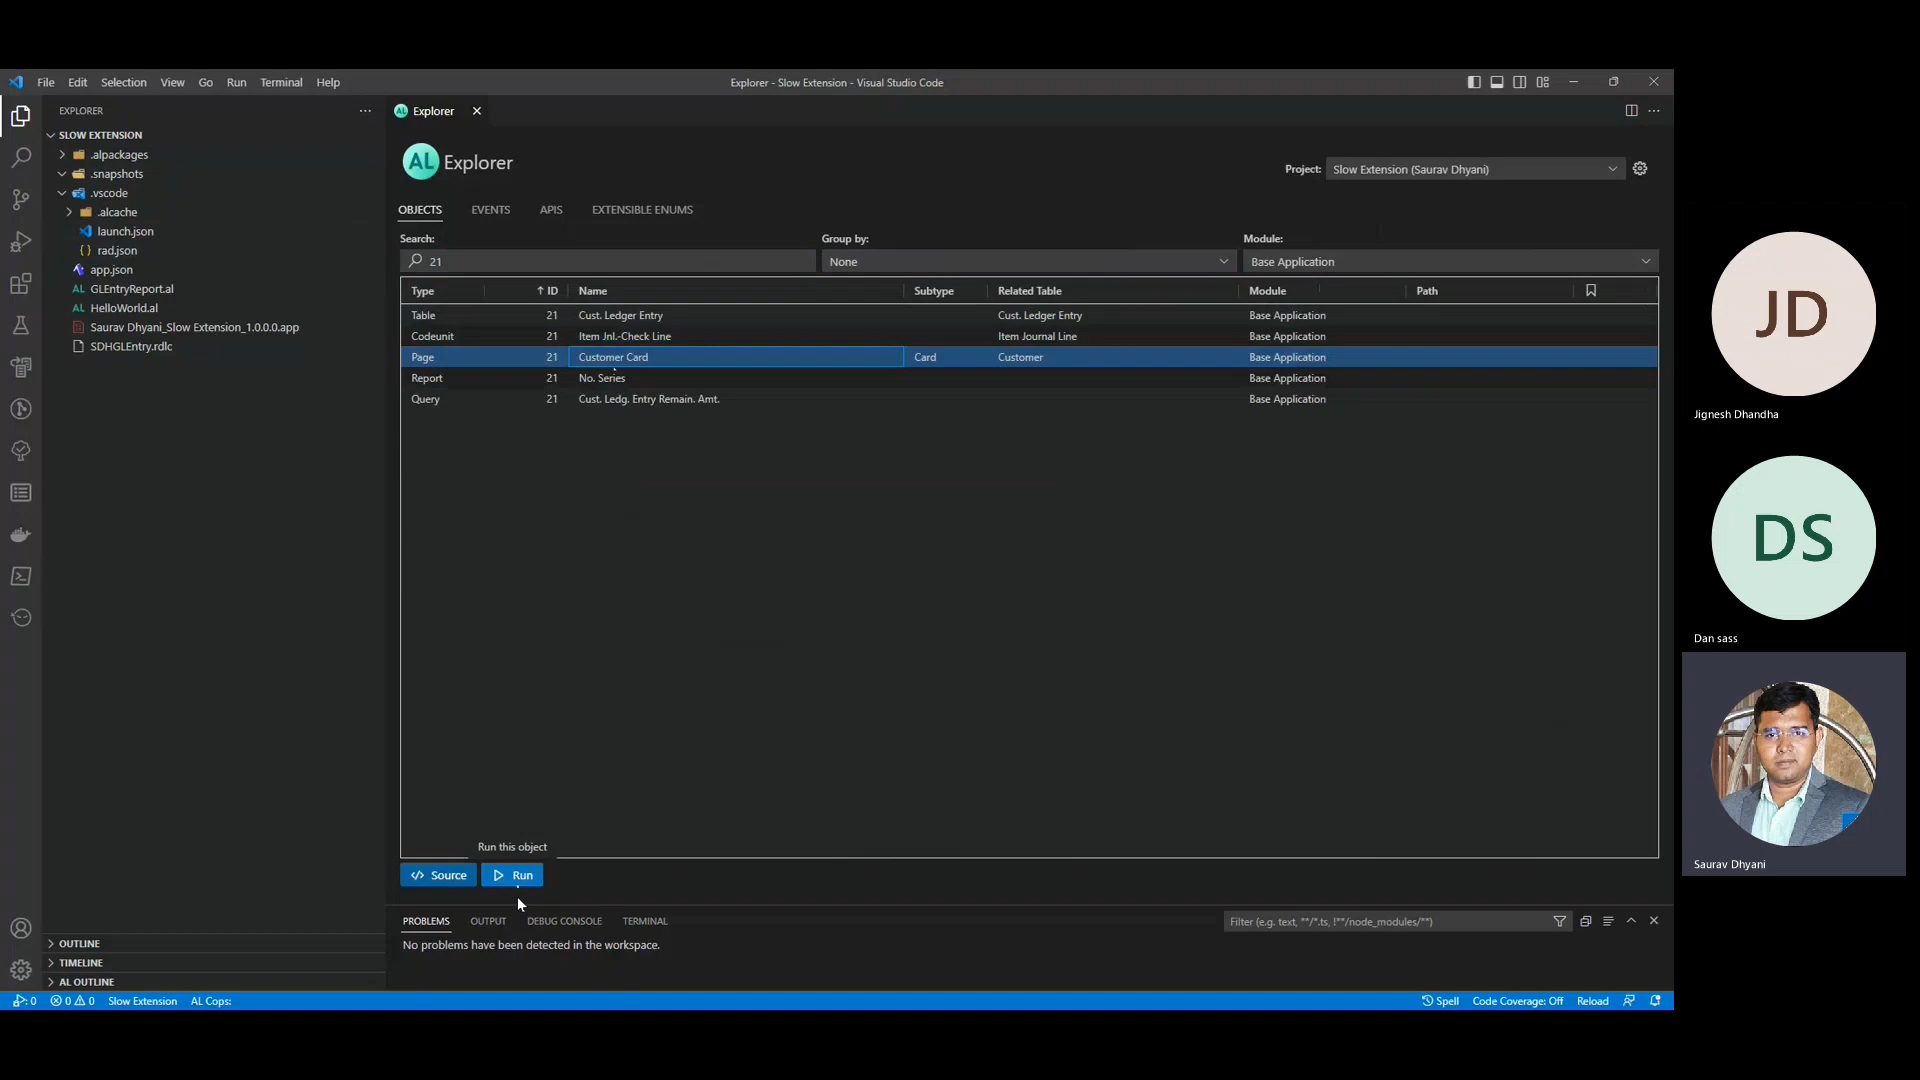 File Edit Selection View Go Run Terminal Help
Explorer - Slow Extension - Visual Studio Code
EXPLORER
SLOW EXTENSION
.alpackages
.snapshots
.vscode
.alcache
launch.json
rad.json
app.json
AL GLEntryReport.al
AL HelloWorld.al
Saurav Dhyani_Slow Extension_1.0.0.0.app
SDHGLEntry.rdlc
OUTLINE
TIMELINE
AL OUTLINE
AL Explorer
AL Explorer
Project: Slow Extension (Saurav Dhyani)
OBJECTS EVENTS APIS EXTENSIBLE ENUMS
Search: Group by: Module:
21 None Base Application
Type ID Name Subtype Related Table Module Path
Table 21 Cust. Ledger Entry Cust. Ledger Entry Base Application
Codeunit 21 Item Jnl.-Check Line Item Journal Line Base Application
Page 21 Customer Card Card Customer Base Application
Report 21 No. Series Base Application
Query 21 Cust. Ledg. Entry Remain. Amt. Base Application
Run this object
Source Run
PROBLEMS OUTPUT DEBUG CONSOLE TERMINAL
Filter (e.g. text, **/*.ts, !**/node_modules/**)
No problems have been detected in the workspace.
0 0 0 Slow Extension AL Cops:
Spell Code Coverage: Off Reload
JD
Jignesh Dhandha
DS
Dan sass
Saurav Dhyani